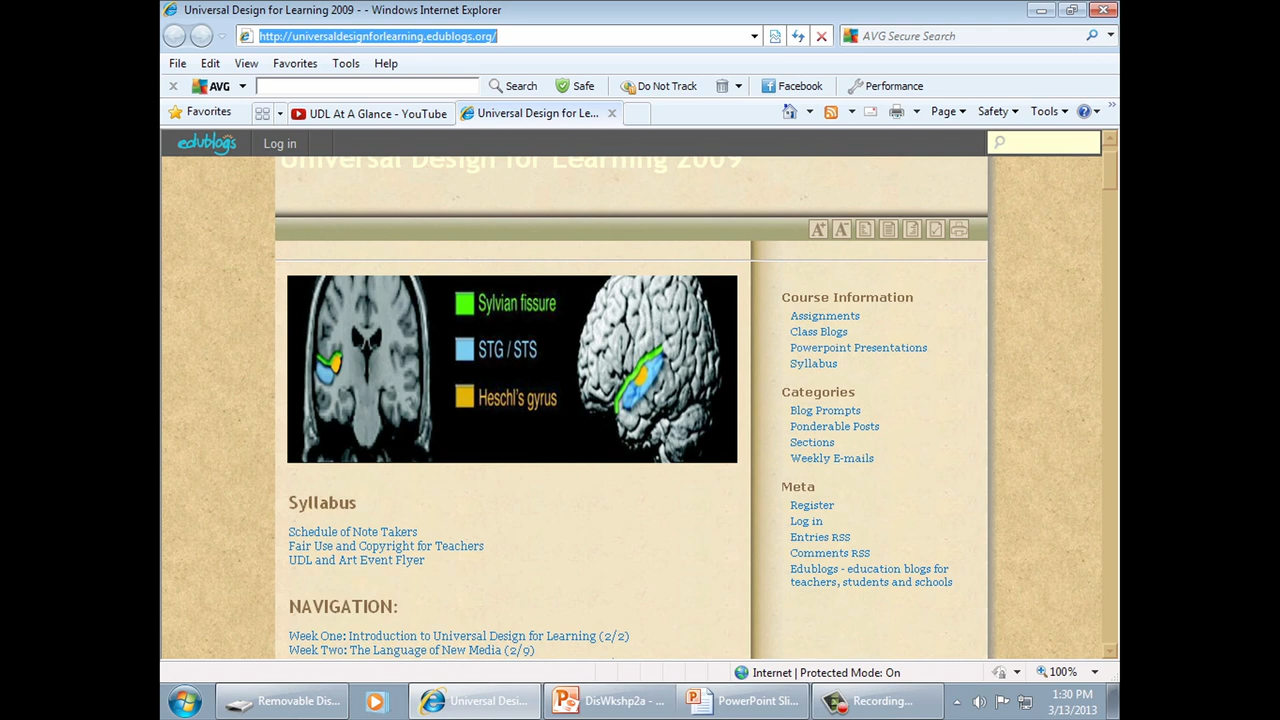 Universal Design for Learning 2009 - - Windows Internet Explorer
http://universaldesignforlearning.edublogs.org/
AVG Secure Search
File Edit View Favorites Tools Help
AVG Search Safe Do Not Track Facebook Performance
Favorites UDL At A Glance - YouTube Universal Design for Le... Page Safety Tools
edublogs Log in
Universal Design for Learning 2009
A+ A-
Sylvian fissure
STG / STS
Heschl's gyrus
Syllabus
Schedule of Note Takers
Fair Use and Copyright for Teachers
UDL and Art Event Flyer
NAVIGATION:
Week One: Introduction to Universal Design for Learning (2/2)
Week Two: The Language of New Media (2/9)
Course Information
Assignments
Class Blogs
Powerpoint Presentations
Syllabus
Categories
Blog Prompts
Ponderable Posts
Sections
Weekly E-mails
Meta
Register
Log in
Entries RSS
Comments RSS
Edublogs - education blogs for
teachers, students and schools
Internet | Protected Mode: On 100%
Removable Dis... Universal Desi... DisWkshp2a - ... PowerPoint Sli... Recording... 1:30 PM
3/13/2013